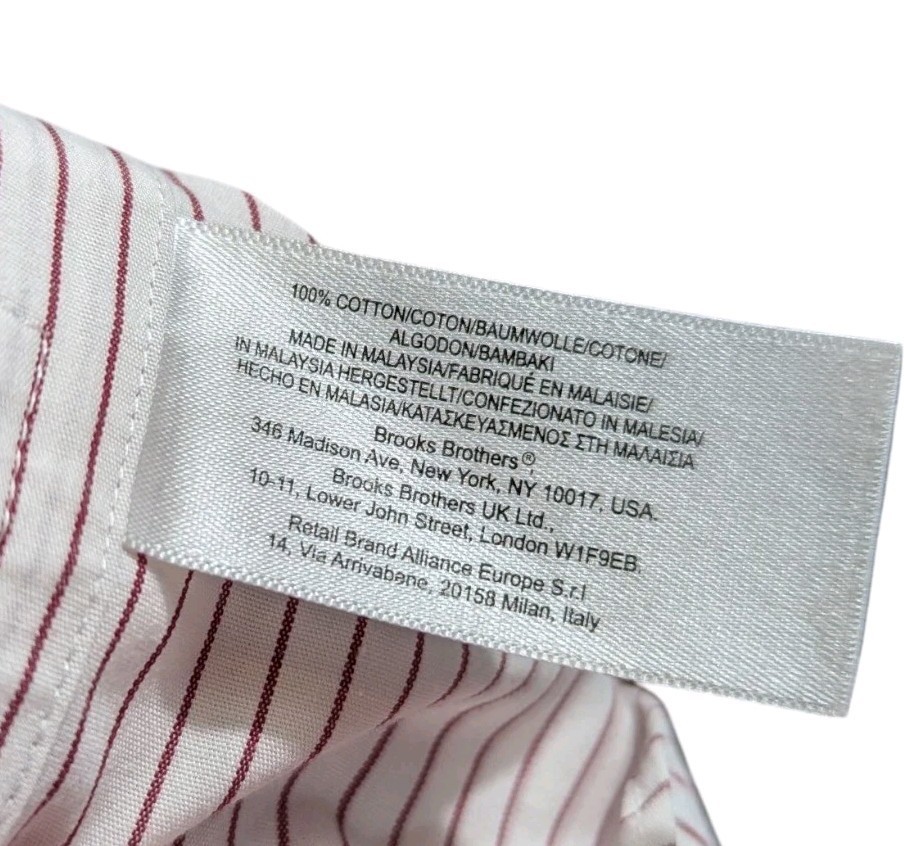 100% COTTON/COTON/BAUMWOLLE/COTONE/
ALGODON/BAMBAKI
MADE IN MALAYSIA/FABRIQUÉ EN MALAISIE/
IN MALAYSIA HERGESTELLT/CONFEZIONATO IN MALESIA/
HECHO EN MALASIA/ΚΑΤΑΣΚΕΥΑΣΜΕΝΟΣ ΣΤΗ ΜΑΛΑΙΣΙΑ
Brooks Brothers®,
346 Madison Ave, New York, NY 10017, USA.
Brooks Brothers UK Ltd.,
10-11, Lower John Street, London W1F9EB.
Retail Brand Alliance Europe S.r.l
14, Via Arrivabene, 20158 Milan, Italy